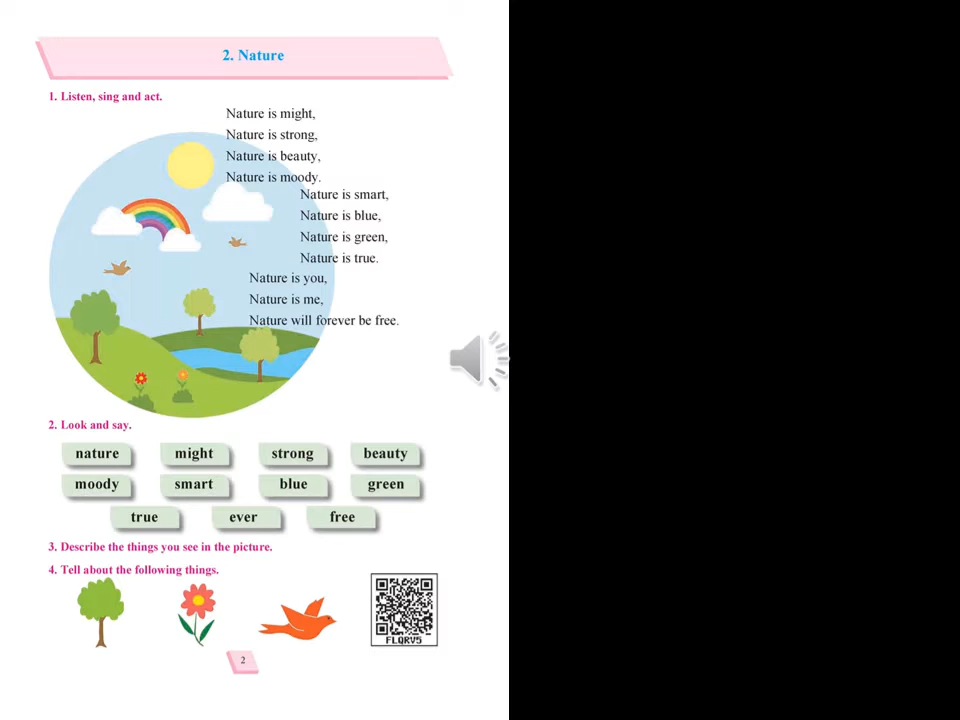 2. Nature
1. Listen, sing and act.
Nature is might,
Nature is strong,
Nature is beauty,
Nature is moody.
Nature is smart,
Nature is blue,
Nature is green,
Nature is true.
Nature is you,
Nature is me,
Nature will forever be free.
2. Look and say.
nature might strong beauty
moody smart blue green
true ever free
3. Describe the things you see in the picture.
4. Tell about the following things.
FLQRV5
2